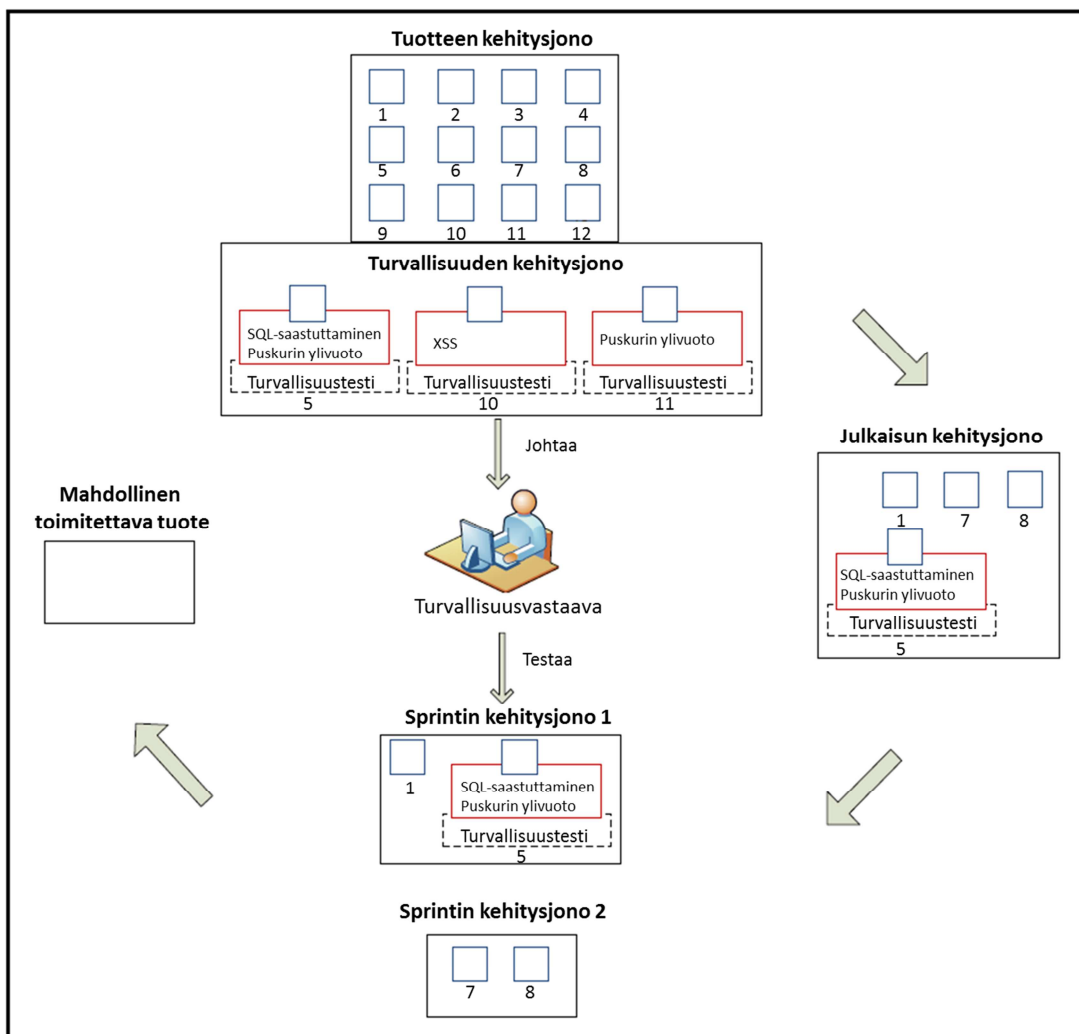 Tuotteen kehitysjono
1 2 3 4
5 6 7 8
9 10 11 12
Turvallisuuden kehitysjono
SQL-saastuttaminen
Puskurin ylivuoto
Turvallisuustesti
5
XSS
Turvallisuustesti
10
Puskurin ylivuoto
Turvallisuustesti
11
Johtaa
Turvallisuusvastaava
Testaa
Julkaisun kehitysjono
1 7 8
SQL-saastuttaminen
Puskurin ylivuoto
Turvallisuustesti
5
Sprintin kehitysjono 1
1
SQL-saastuttaminen
Puskurin ylivuoto
Turvallisuustesti
5
Sprintin kehitysjono 2
7 8
Mahdollinen
toimitettava tuote